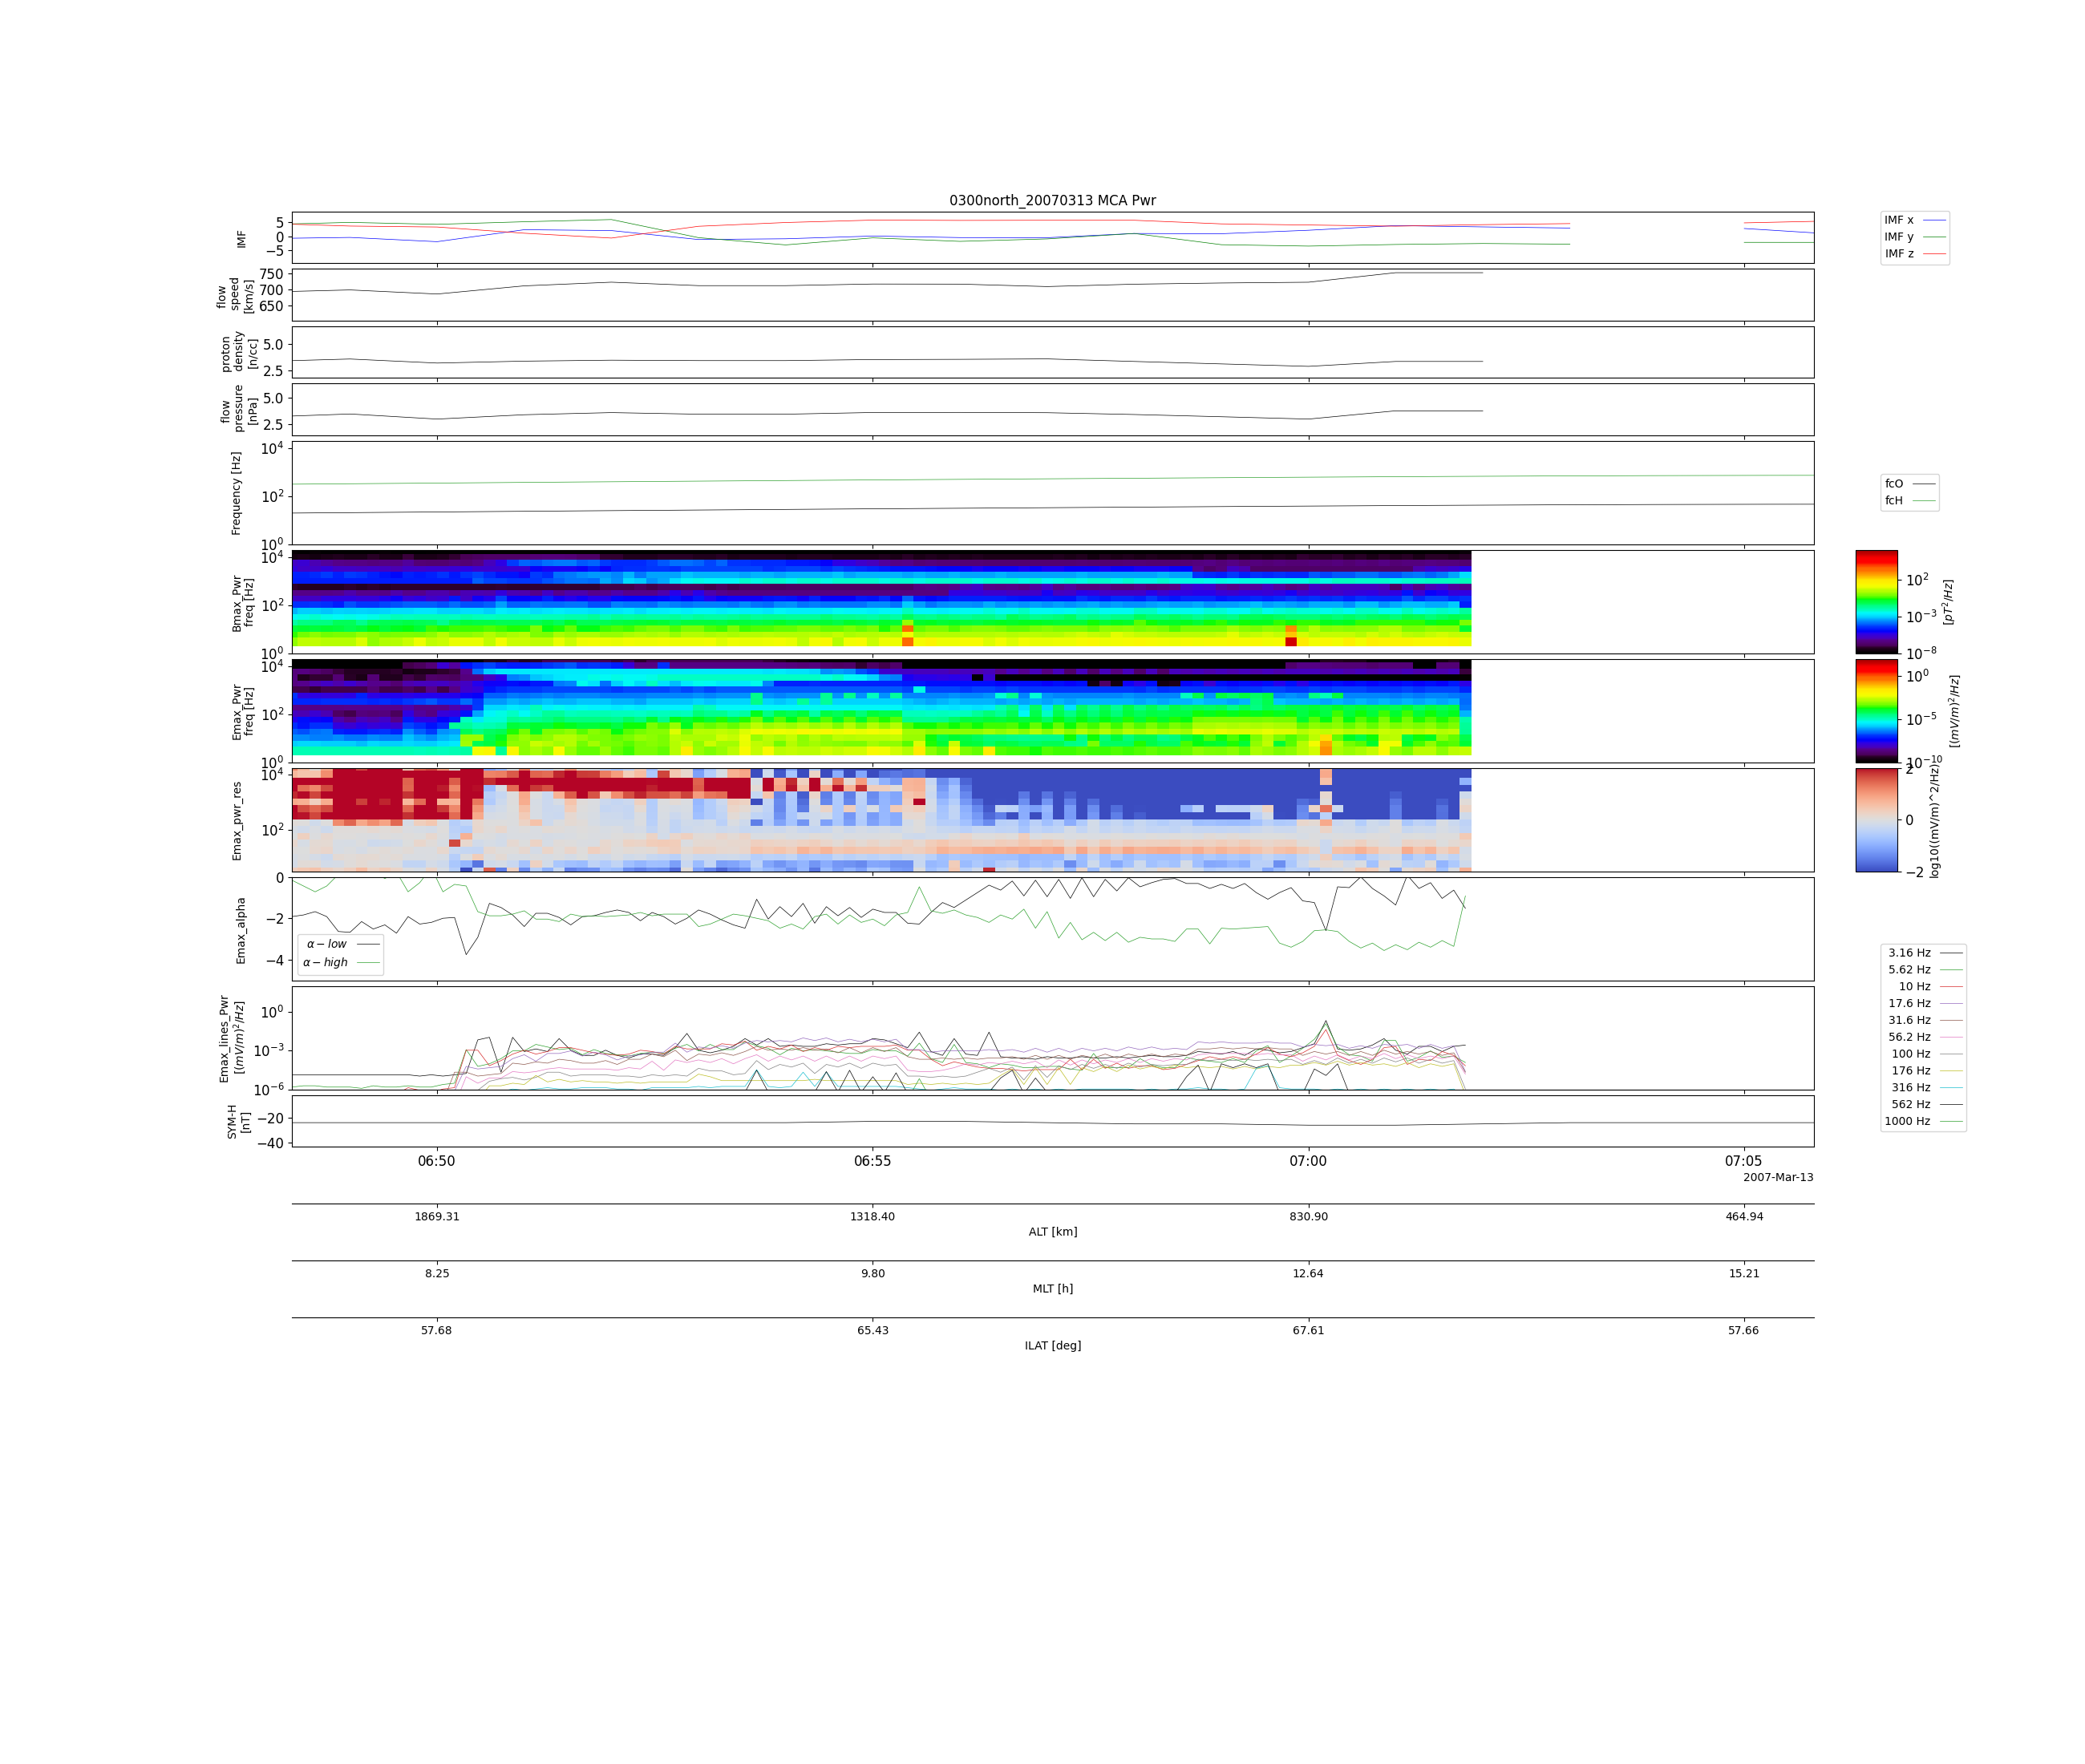 0300north_20070313 MCA Pwr
IMF
5
0
−5
IMF x
IMF y
IMF z
flow
speed
[km/s]
750
700
650
proton
density
[n/cc]
5.0
2.5
flow
pressure
[nPa]
5.0
2.5
Frequency [Hz]
10^4
10^2
10^0
fcO
fcH
Bmax_Pwr
freq [Hz]
10^4
10^2
10^0
10^2
10^−3
10^−8
[pT^2/Hz]
Emax_Pwr
freq [Hz]
10^4
10^2
10^0
10^0
10^−5
10^−10
[(mV/m)^2/Hz]
Emax_pwr_res
10^4
10^2
2
0
−2
log10((mV/m)^2/Hz)
Emax_alpha
0
−2
−4
α − low
α − high
Emax_lines_Pwr
[(mV/m)^2/Hz]
10^0
10^−3
10^−6
3.16 Hz
5.62 Hz
10 Hz
17.6 Hz
31.6 Hz
56.2 Hz
100 Hz
176 Hz
316 Hz
562 Hz
1000 Hz
SYM-H
[nT]
−20
−40
06:50 06:55 07:00 07:05
2007-Mar-13
1869.31 1318.40 830.90 464.94
ALT [km]
8.25 9.80 12.64 15.21
MLT [h]
57.68 65.43 67.61 57.66
ILAT [deg]